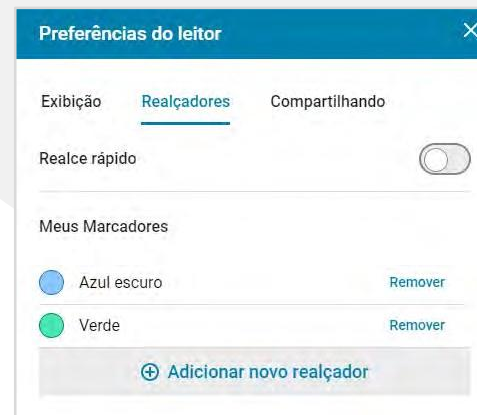 Preferências do leitor
Exibição Realçadores Compartilhando
Realce rápido
Meus Marcadores
Azul escuro Remover
Verde Remover
Adicionar novo realçador